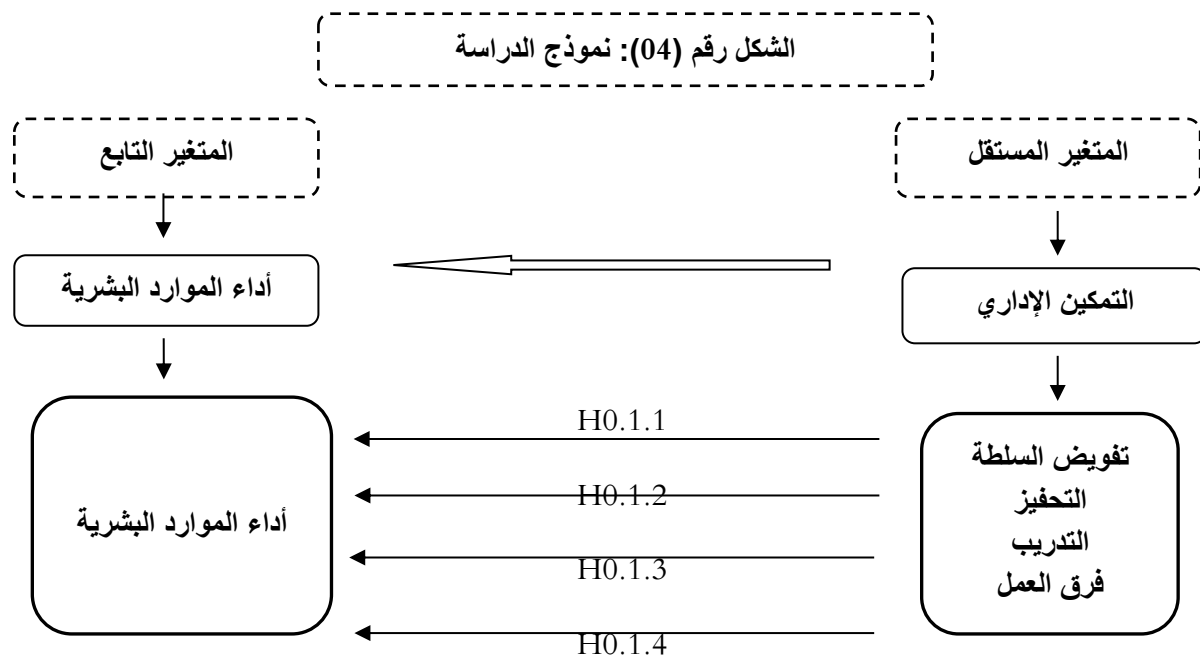 الشكل رقم (04): نموذج الدراسة
المتغير المستقل
المتغير التابع
التمكين الإداري
أداء الموارد البشرية
تفويض السلطة
التحفيز
التدريب
فرق العمل
H0.1.1
H0.1.2
H0.1.3
H0.1.4
أداء الموارد البشرية